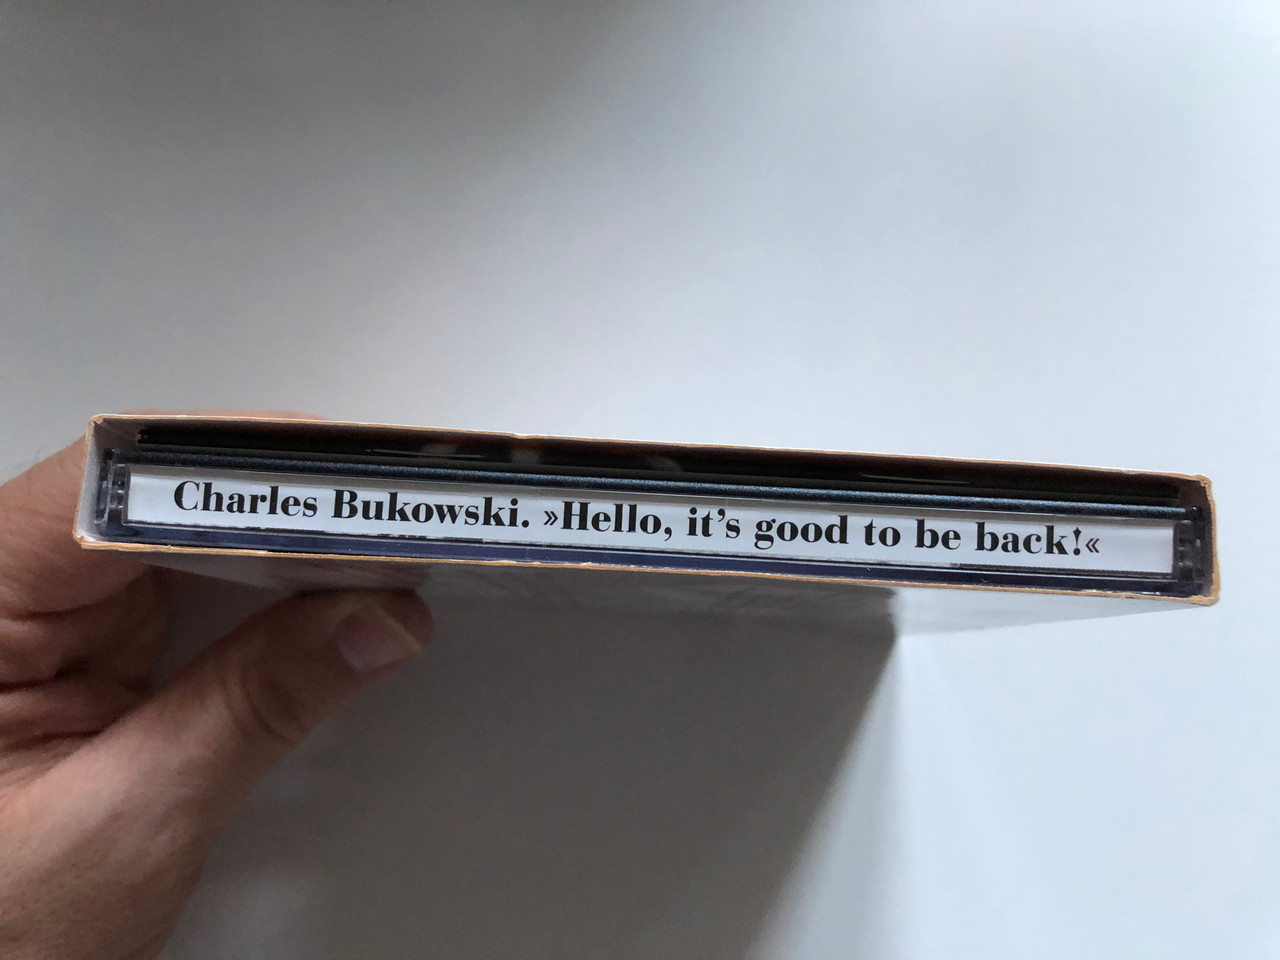 Charles Bukowski. »Hello, it’s good to be back!«